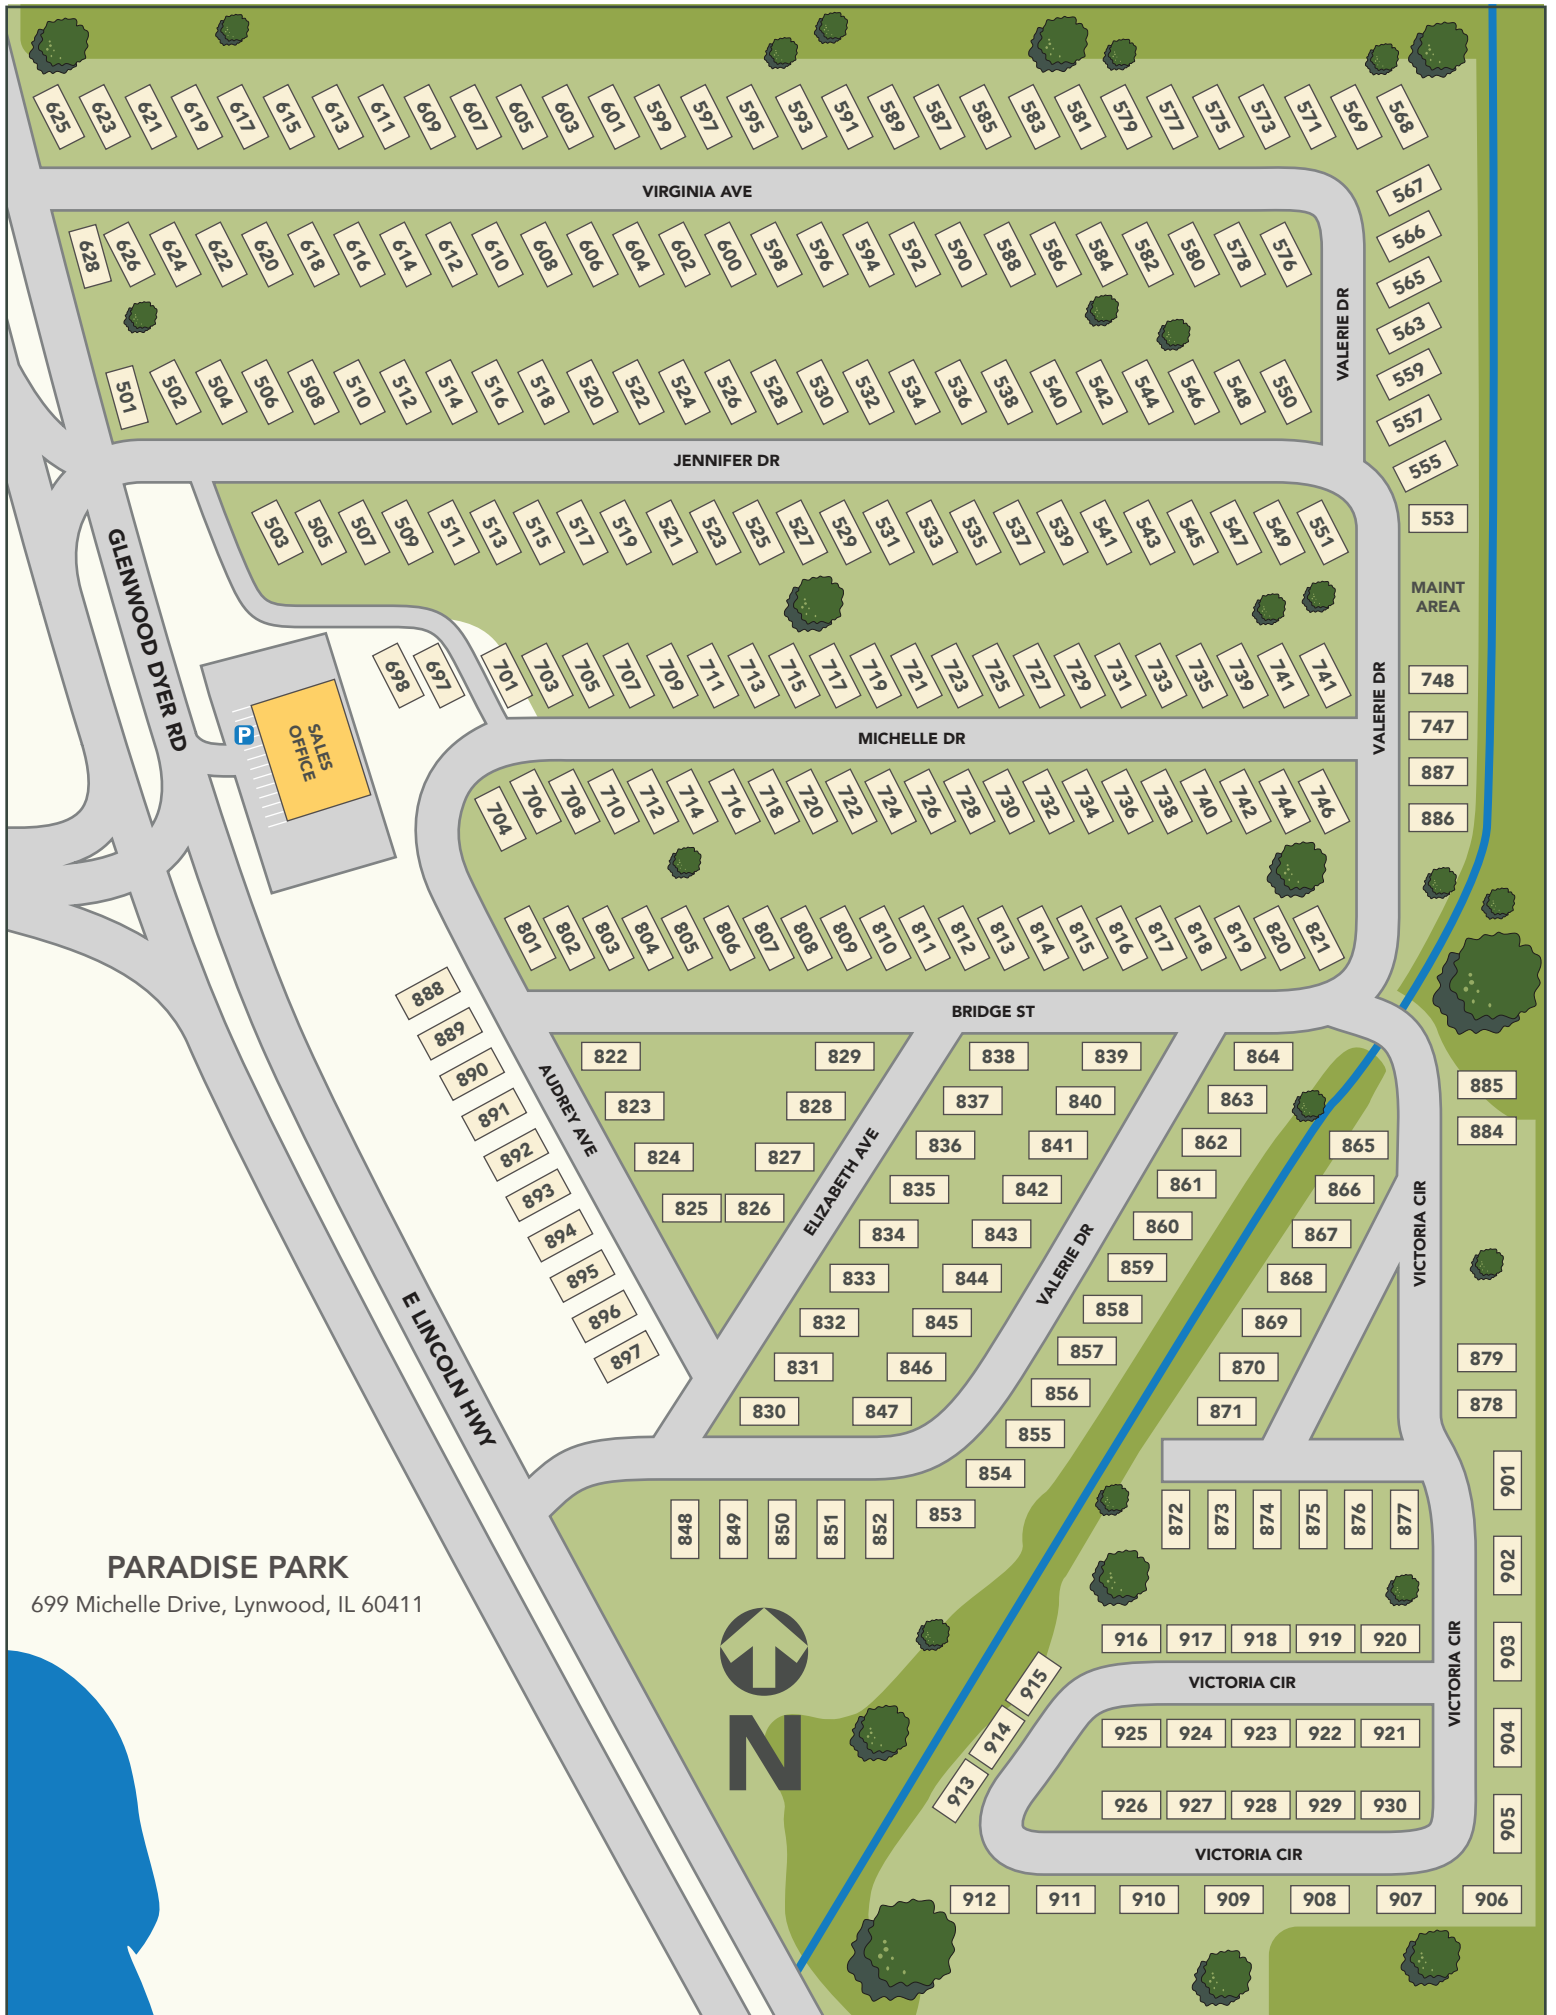 625 623 621 619 617 615 613 611 609 607 605 603 601 599 597 595 593 591 589 587 585 583 581 579 577 575 573 571 569 568
VIRGINIA AVE
567
566
565
563
559
557
555
553
628 626 624 622 620 618 616 614 612 610 608 606 604 602 600 598 596 594 592 590 588 586 584 582 580 578 576
VALERIE DR
501 502 504 506 508 510 512 514 516 518 520 522 524 526 528 530 532 534 536 538 540 542 544 546 548 550
JENNIFER DR
503 505 507 509 511 513 515 517 519 521 523 525 527 529 531 533 535 537 539 541 543 545 547 549 551
MAINT
AREA
GLENWOOD DYER RD
698 697 701 703 705 707 709 711 713 715 717 719 721 723 725 727 729 731 733 735 739 741 741
VALERIE DR
748
747
887
886
P
SALES
OFFICE
MICHELLE DR
704 706 708 710 712 714 716 718 720 722 724 726 728 730 732 734 736 738 740 742 744 746
801 802 803 804 805 806 807 808 809 810 811 812 813 814 815 816 817 818 819 820 821
BRIDGE ST
888
889
890
891
892
893
894
895
896
897
AUDREY AVE
822 829
823 828
824 827
825 826
ELIZABETH AVE
838 839
837 840
836 841
835 842
834 843
833 844
832 845
831 846
830 847
VALERIE DR
864
863
862
861
860
859
858
857
856
855
854
853
848 849 850 851 852
865
866
867
868
869
870
871
VICTORIA CIR
885
884
879
878
E LINCOLN HWY
872 873 874 875 876 877
901
902
903
904
905
916 917 918 919 920
VICTORIA CIR
VICTORIA CIR
915
914
913
925 924 923 922 921
926 927 928 929 930
VICTORIA CIR
912 911 910 909 908 907 906
PARADISE PARK
699 Michelle Drive, Lynwood, IL 60411
N